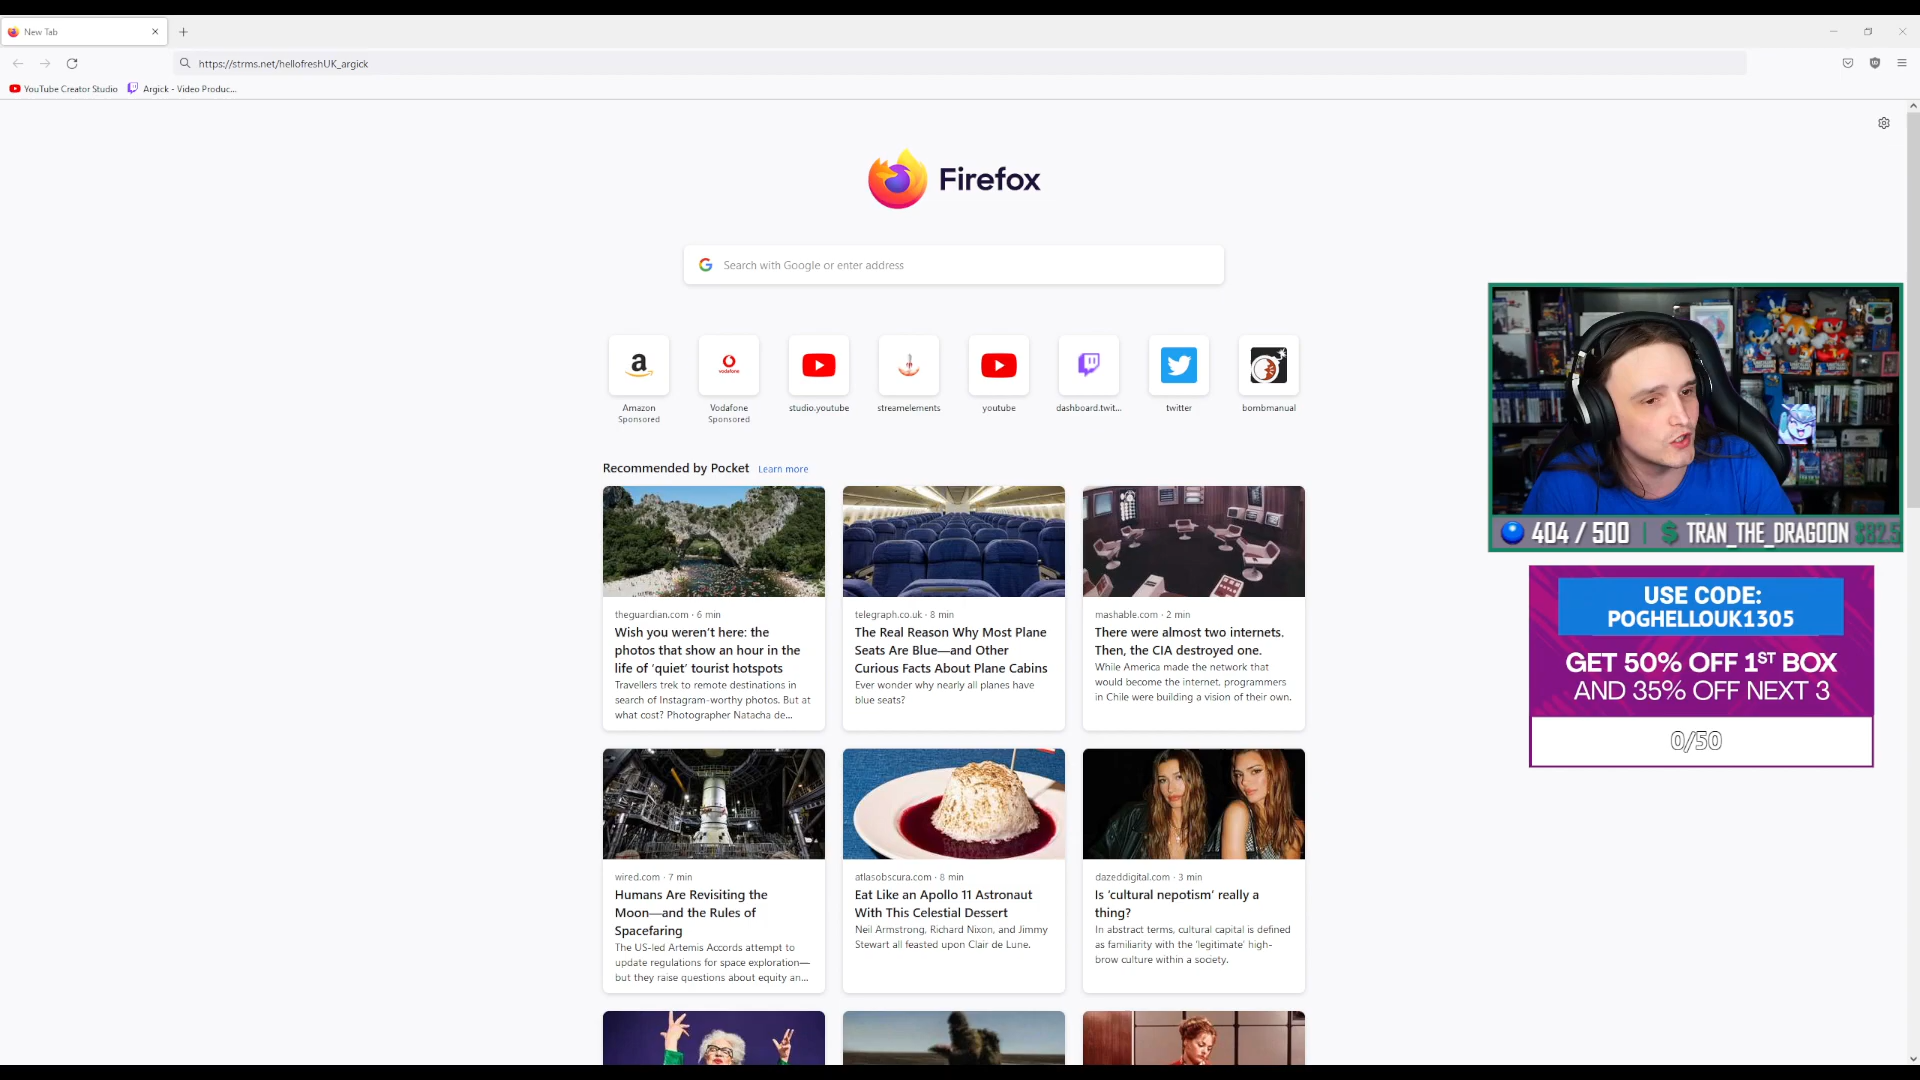 New Tab
https://strms.net/hellofreshUK_argick
YouTube Creator Studio
Argick - Video Produc...
Firefox
Search with Google or enter address
a
vodafone
Amazon
Sponsored
Vodafone
Sponsored
studio.youtube
streamelements
youtube
dashboard.twit...
twitter
bombmanual
Recommended by Pocket Learn more
theguardian.com · 6 min
Wish you weren't here: the
photos that show an hour in the
life of 'quiet' tourist hotspots
Travellers trek to remote destinations in
search of Instagram-worthy photos. But at
what cost? Photographer Natacha de...
telegraph.co.uk · 8 min
The Real Reason Why Most Plane
Seats Are Blue—and Other
Curious Facts About Plane Cabins
Ever wonder why nearly all planes have
blue seats?
mashable.com · 2 min
There were almost two internets.
Then, the CIA destroyed one.
While America made the network that
would become the internet, programmers
in Chile were building a vision of their own.
wired.com · 7 min
Humans Are Revisiting the
Moon—and the Rules of
Spacefaring
The US-led Artemis Accords attempt to
update regulations for space exploration—
but they raise questions about equity an...
atlasobscura.com · 8 min
Eat Like an Apollo 11 Astronaut
With This Celestial Dessert
Neil Armstrong, Richard Nixon, and Jimmy
Stewart all feasted upon Clair de Lune.
dazeddigital.com · 3 min
Is 'cultural nepotism' really a
thing?
In abstract terms, cultural capital is defined
as familiarity with the 'legitimate' high-
brow culture within a society.
404 / 500 | $ TRAN_THE_DRAGOON $82.5
USE CODE:
POGHELLOUK1305
GET 50% OFF 1ST BOX
AND 35% OFF NEXT 3
0/50